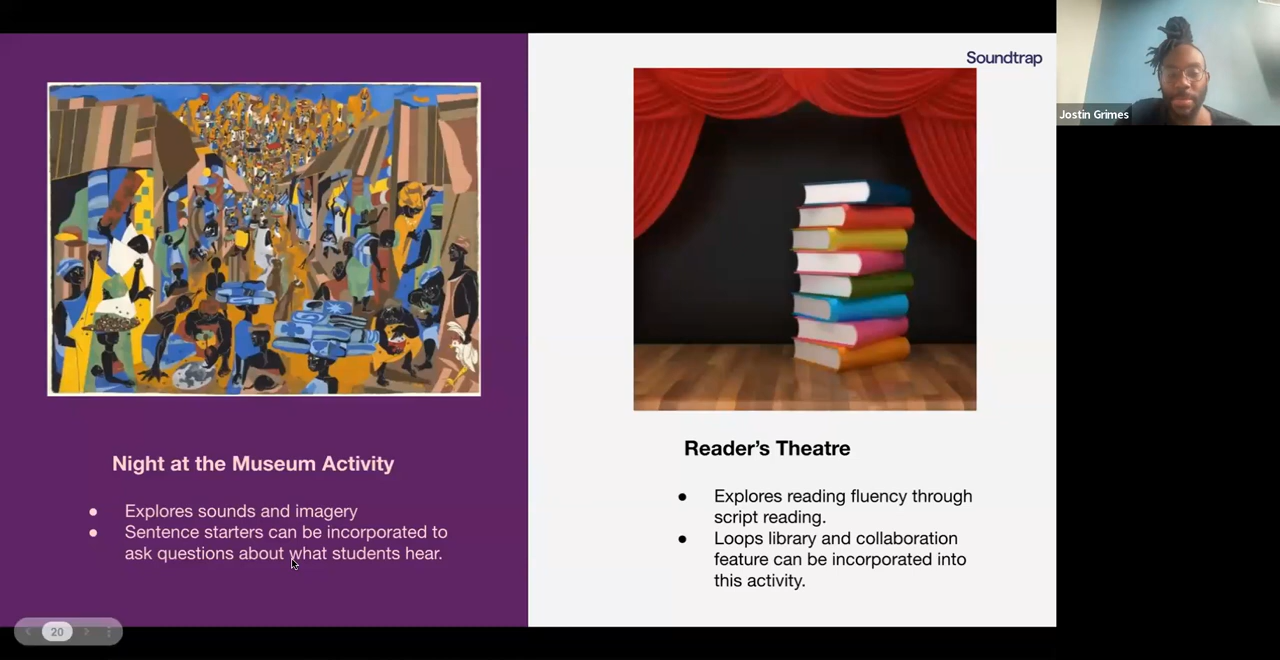 Soundtrap
Jostin Grimes
Night at the Museum Activity
● Explores sounds and imagery
● Sentence starters can be incorporated to
ask questions about what students hear.
Reader's Theatre
● Explores reading fluency through
script reading.
● Loops library and collaboration
feature can be incorporated into
this activity.
20